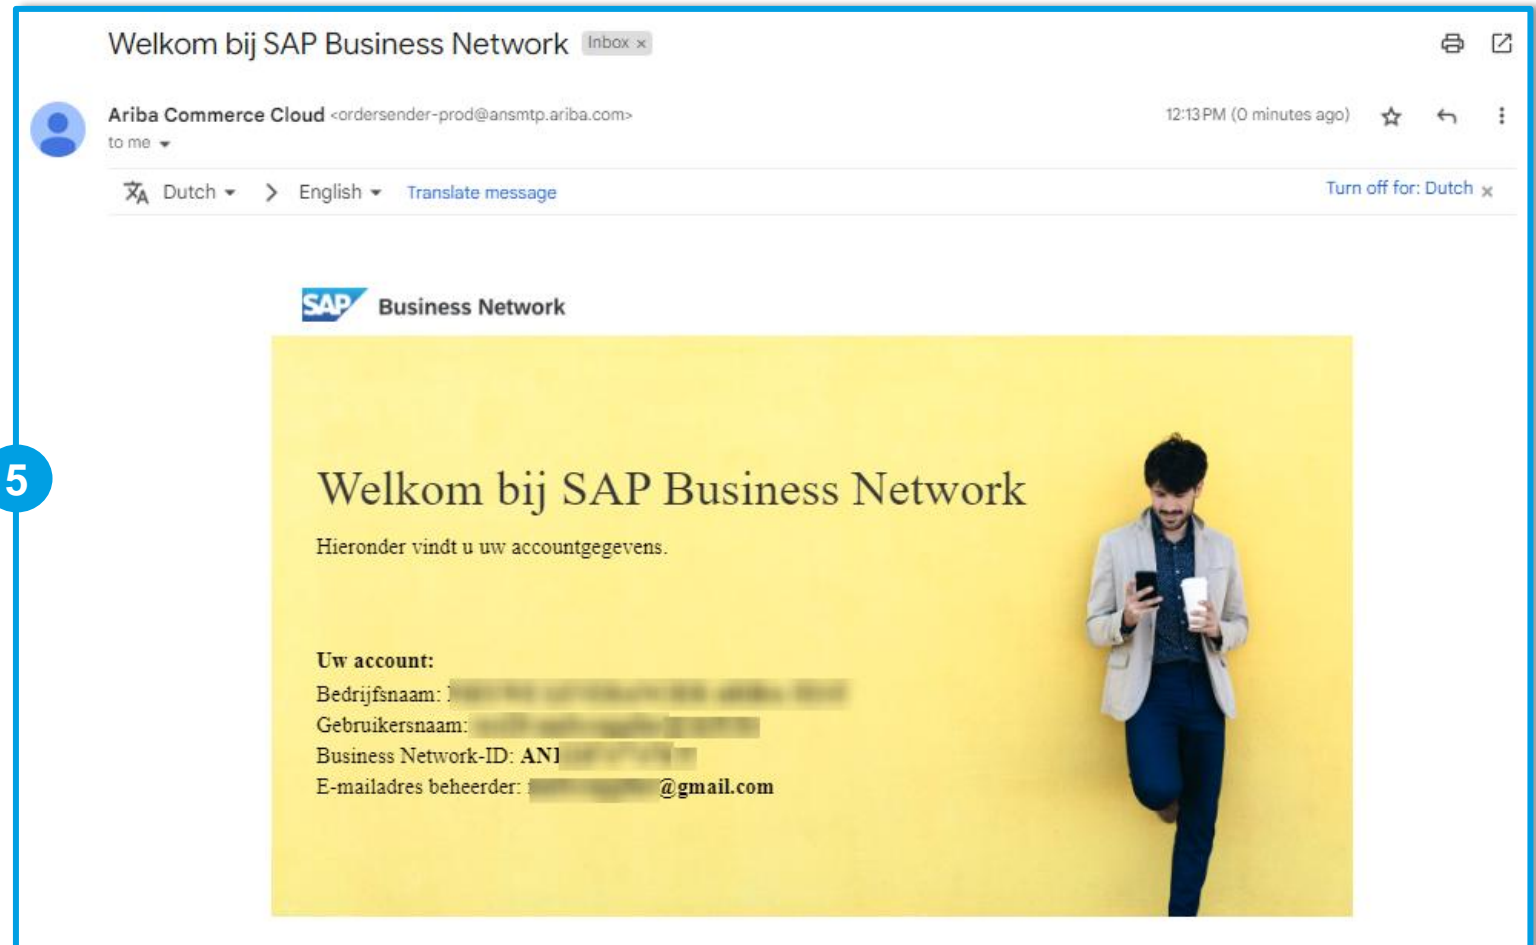 Welkom bij SAP Business Network Inbox ×
Ariba Commerce Cloud <ordersender-prod@ansmtp.ariba.com> 12:13 PM (0 minutes ago)
to me
Dutch > English Translate message Turn off for: Dutch ×
SAP Business Network
5
Welkom bij SAP Business Network
Hieronder vindt u uw accountgegevens.
Uw account:
Bedrijfsnaam:
Gebruikersnaam:
Business Network-ID: AN
E-mailadres beheerder: @gmail.com